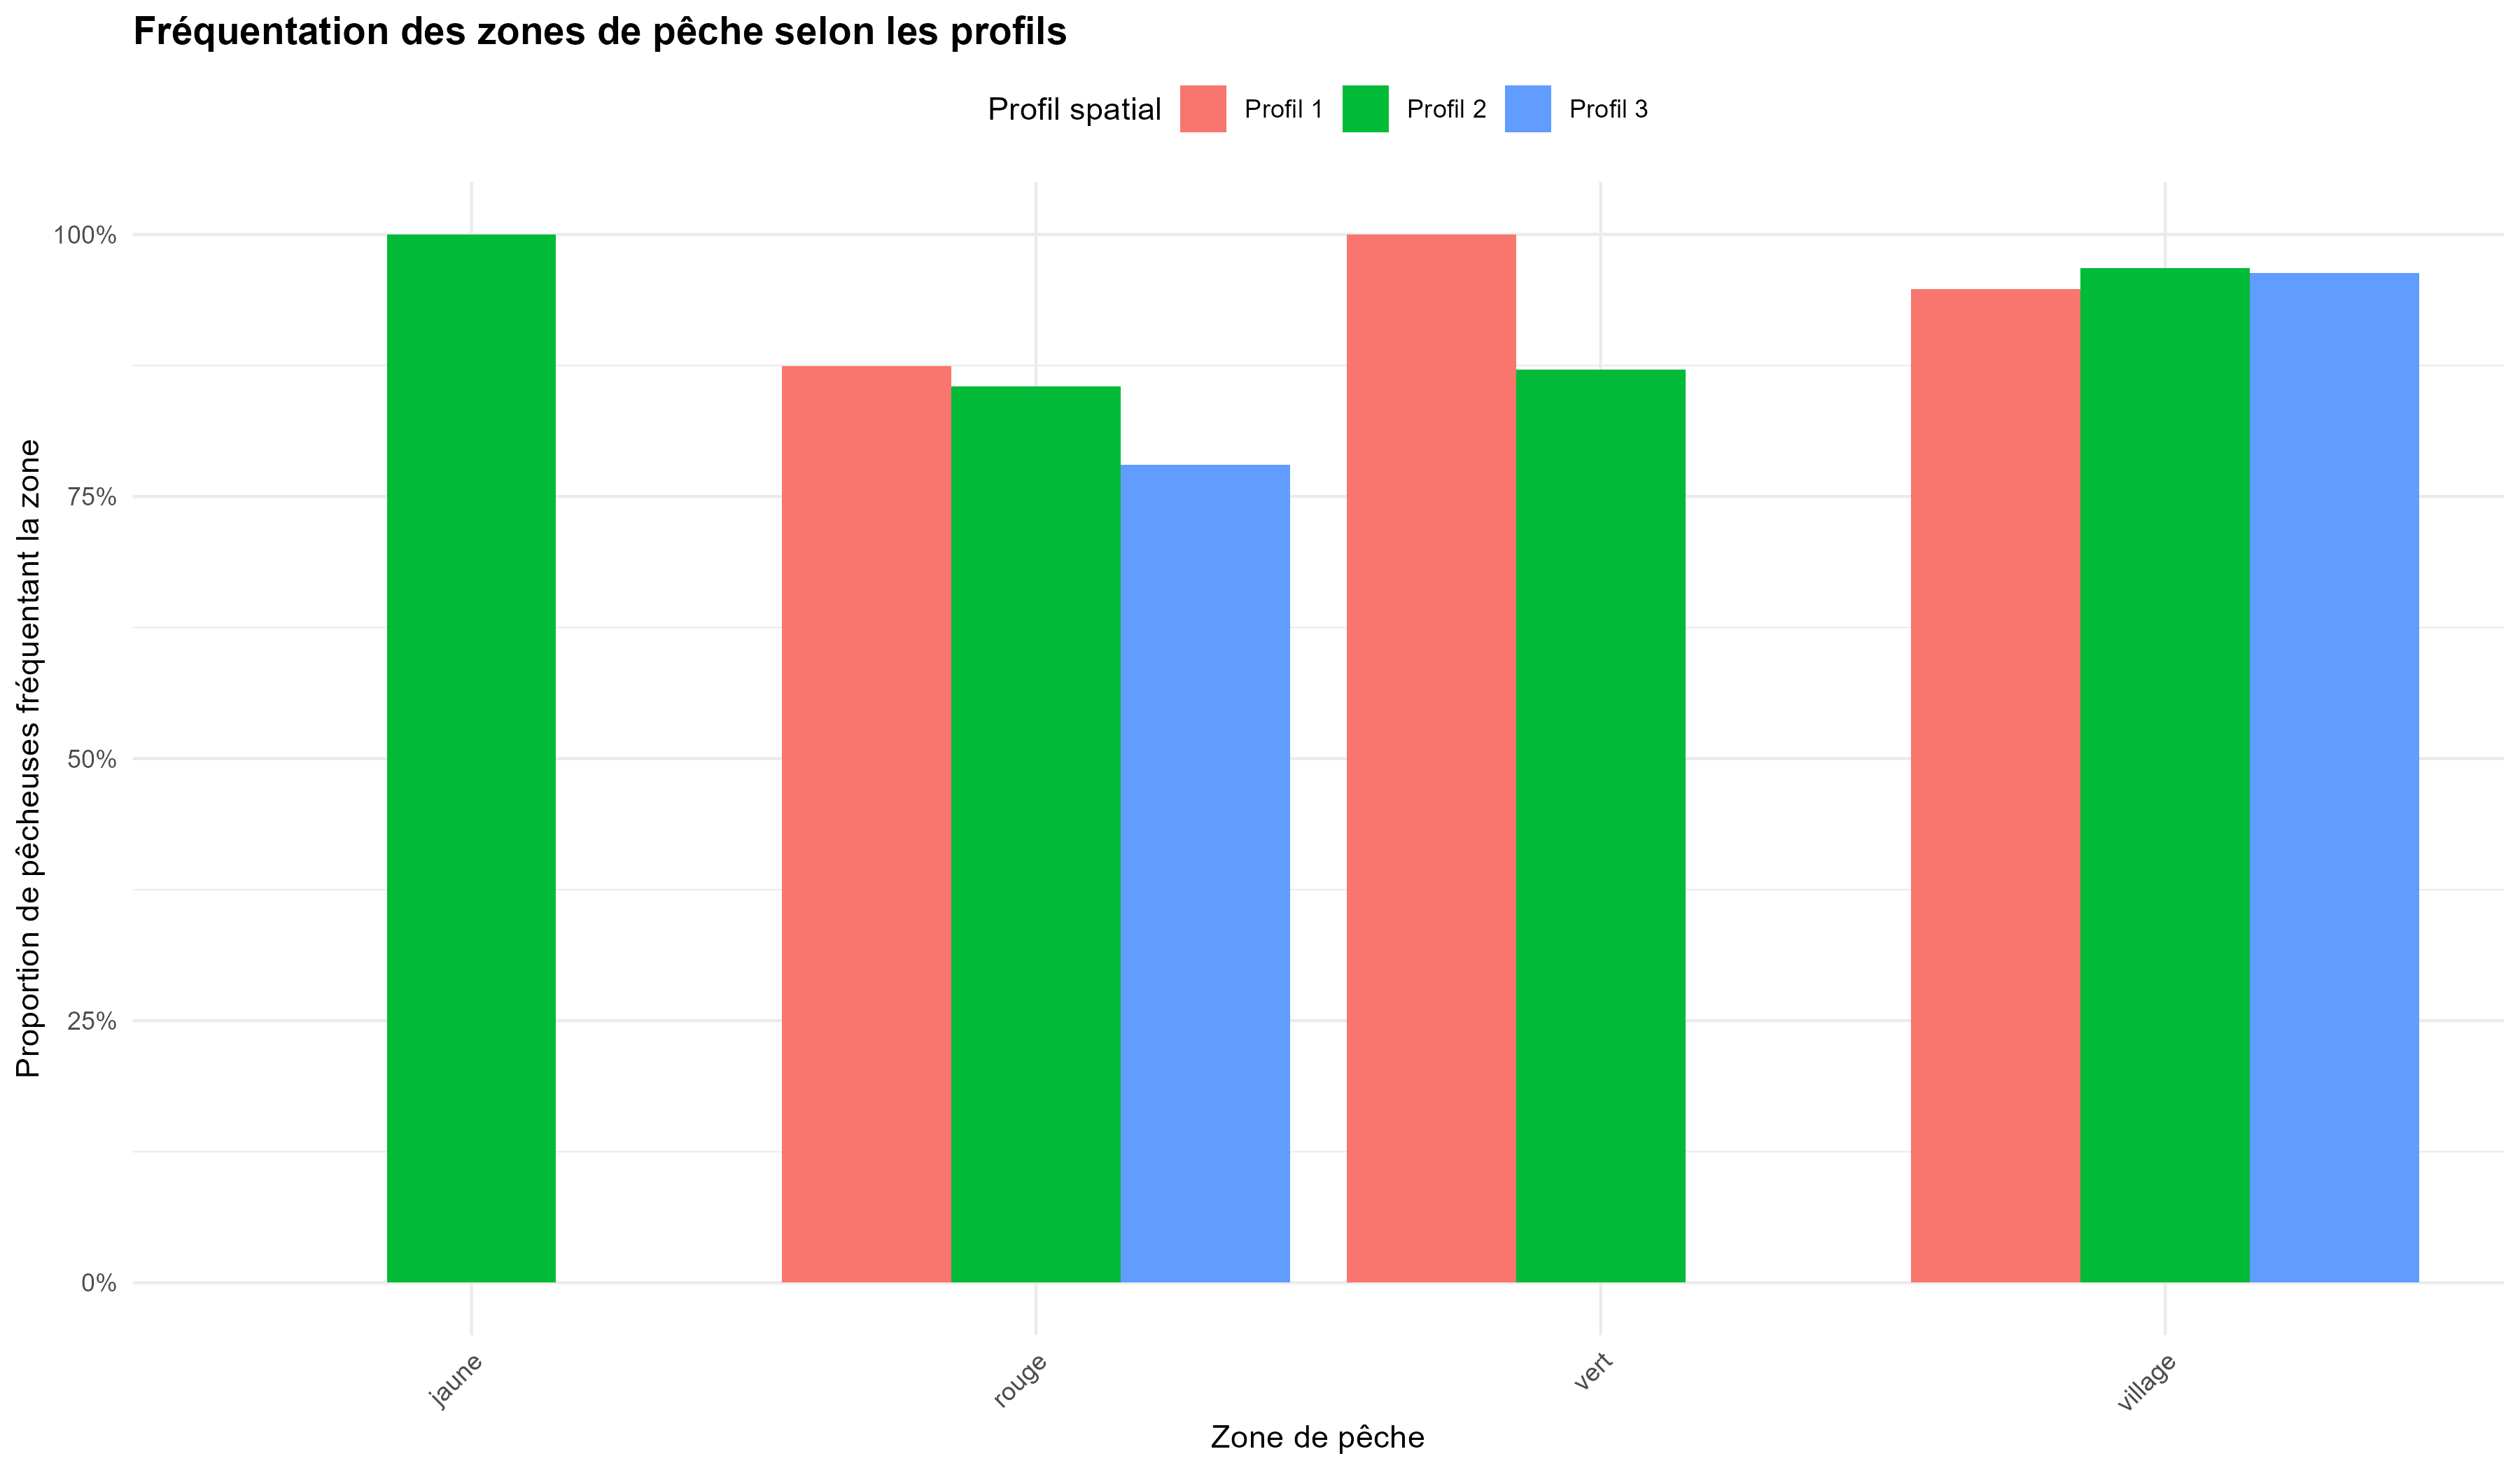 Fréquentation des zones de pêche selon les profils
Profil spatial Profil 1 Profil 2 Profil 3
Proportion de pêcheuses fréquentant la zone
100%
75%
50%
25%
0%
jaune rouge vert village
Zone de pêche